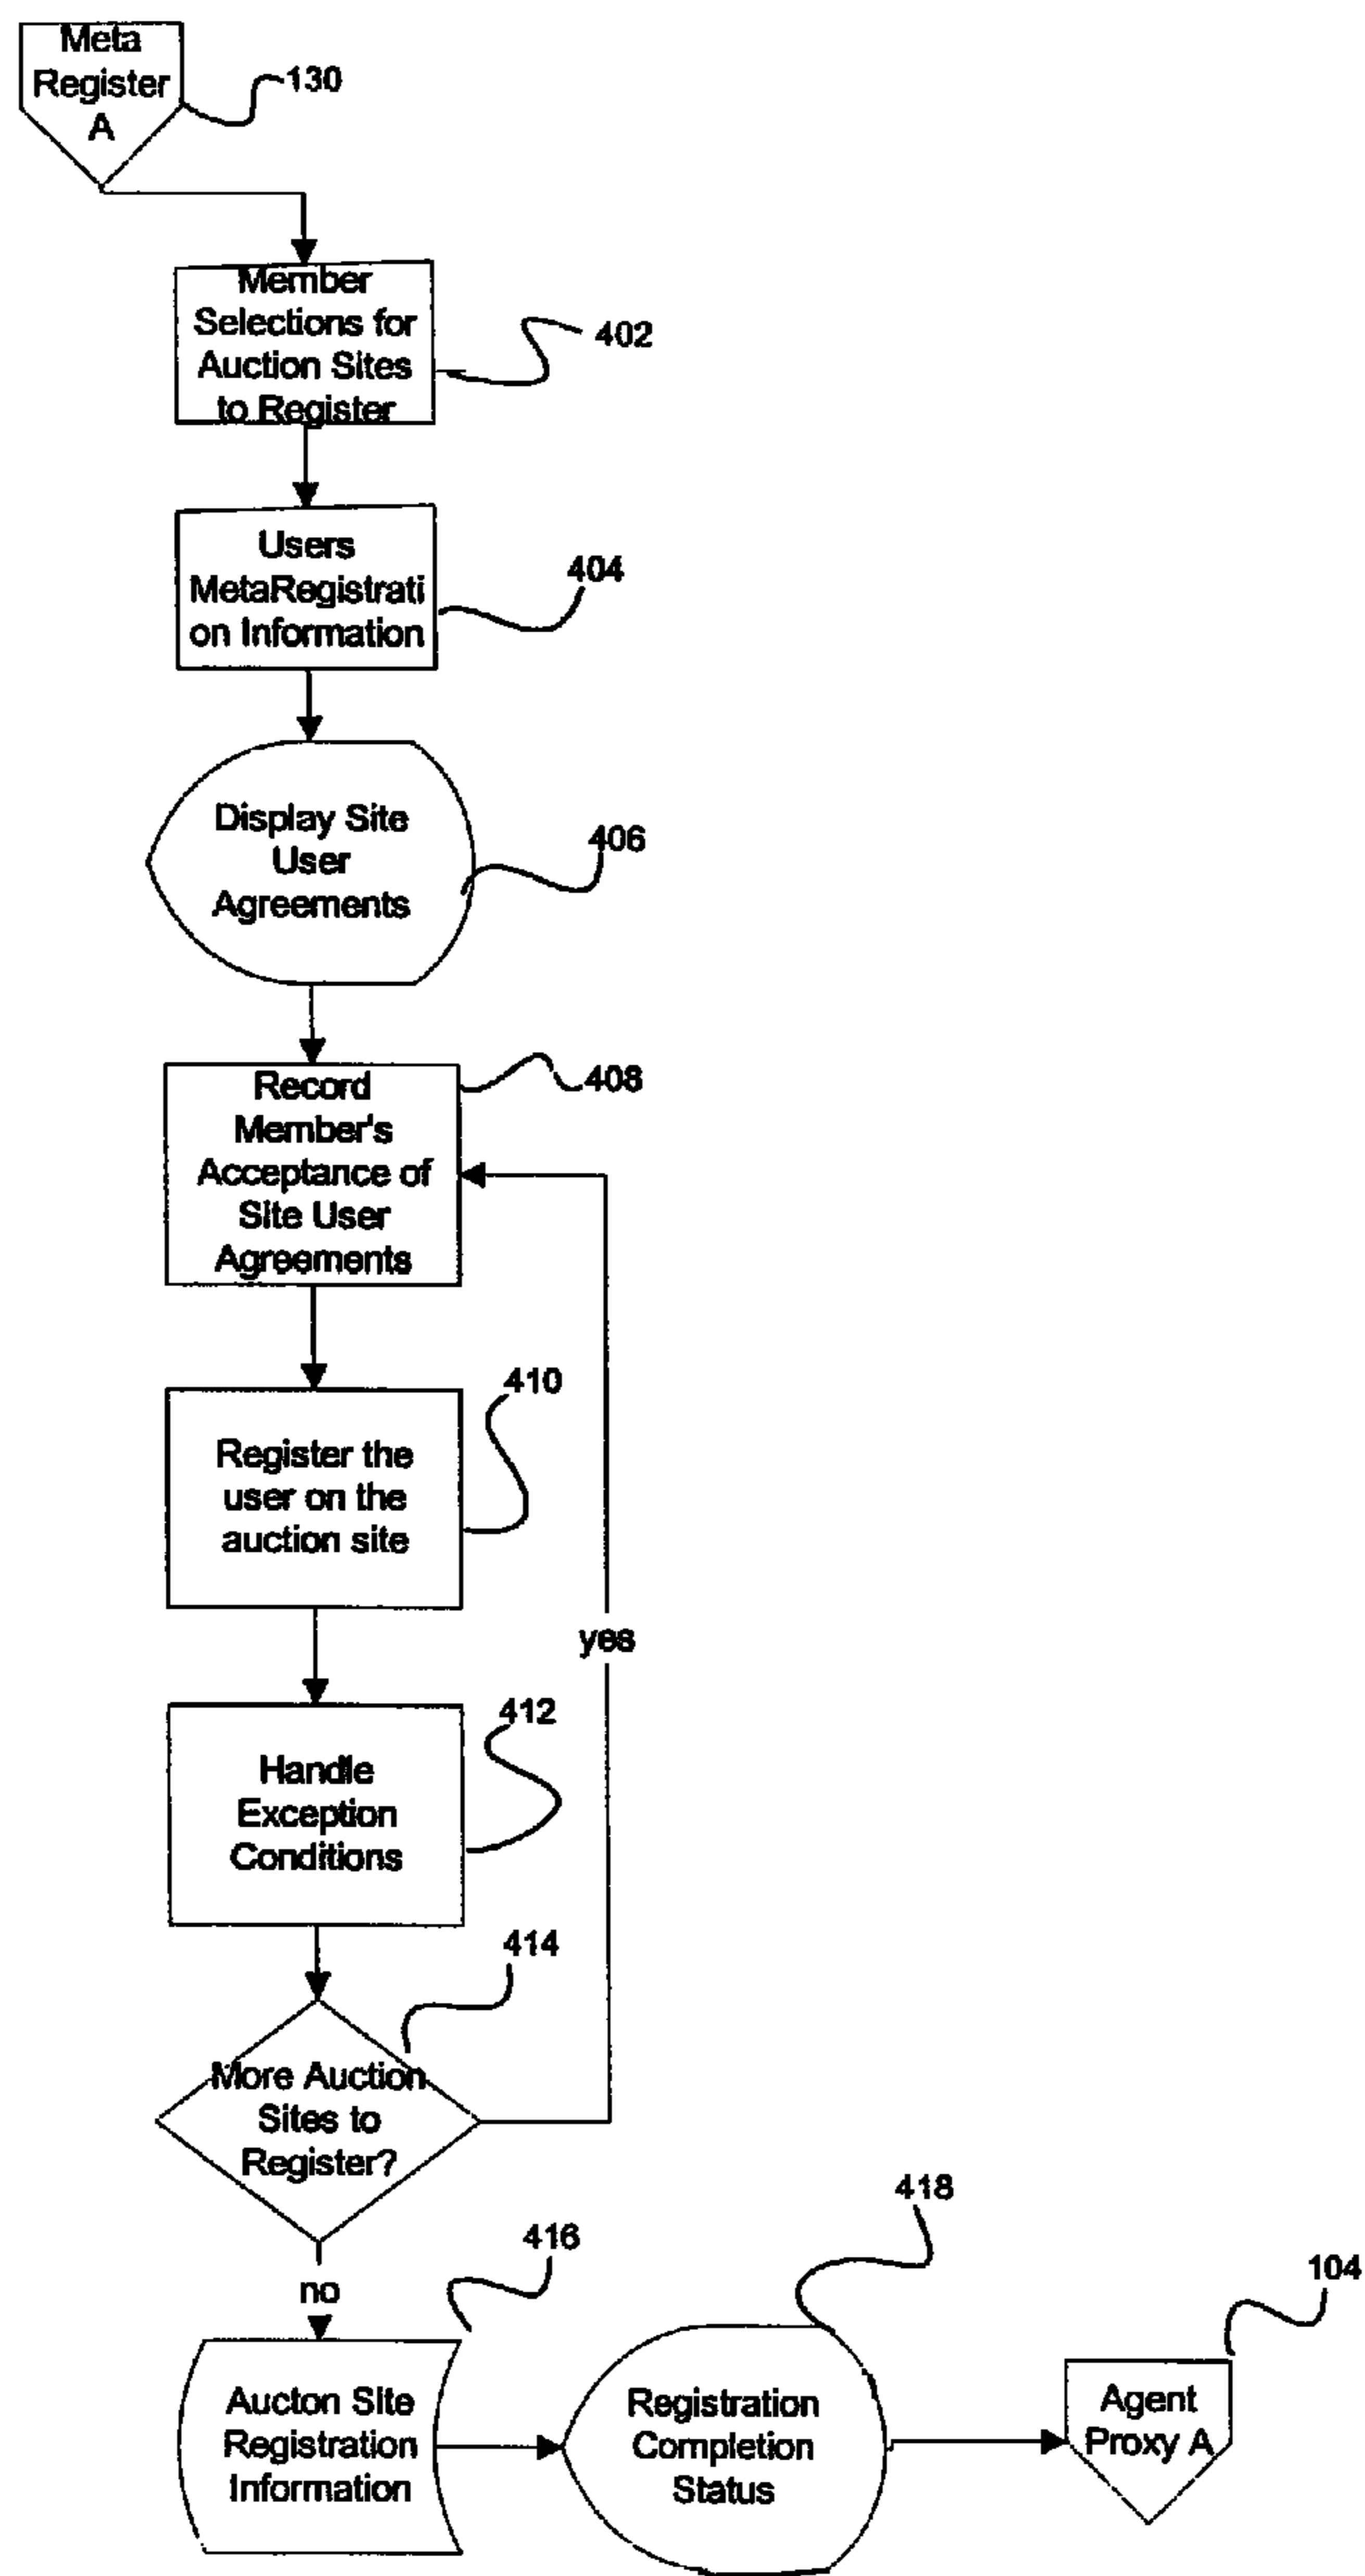 Meta
Register
A
130
Member
Selections for
Auction Sites
to Register
402
Users
MetaRegistrati
on Information
404
Display Site
User
Agreements
406
Record
Member's
Acceptance of
Site User
Agreements
408
Register the
user on the
auction site
410
yes
Handle
Exception
Conditions
412
More Auction
Sites to
Register?
414
no
Aucton Site
Registration
Information
416
Registration
Completion
Status
418
Agent
Proxy A
104